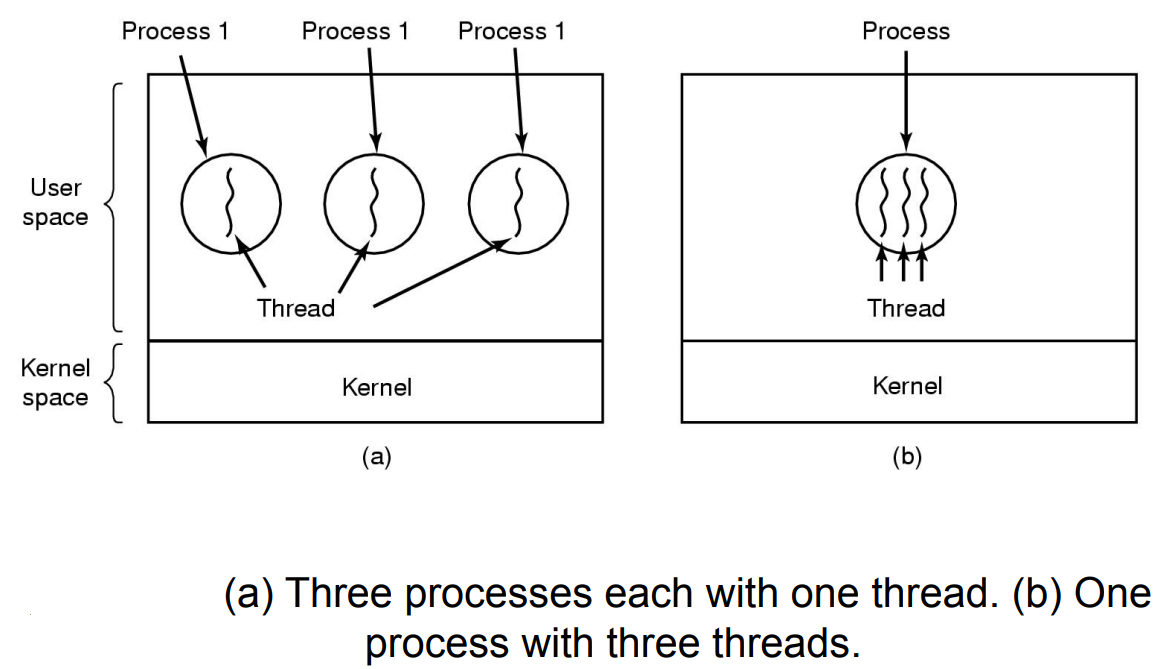 Process 1
Process 1
Process 1
Process
User
space
Thread
Thread
Kernel
space
Kernel
Kernel
(a)
(b)
(a) Three processes each with one thread. (b) One
process with three threads.